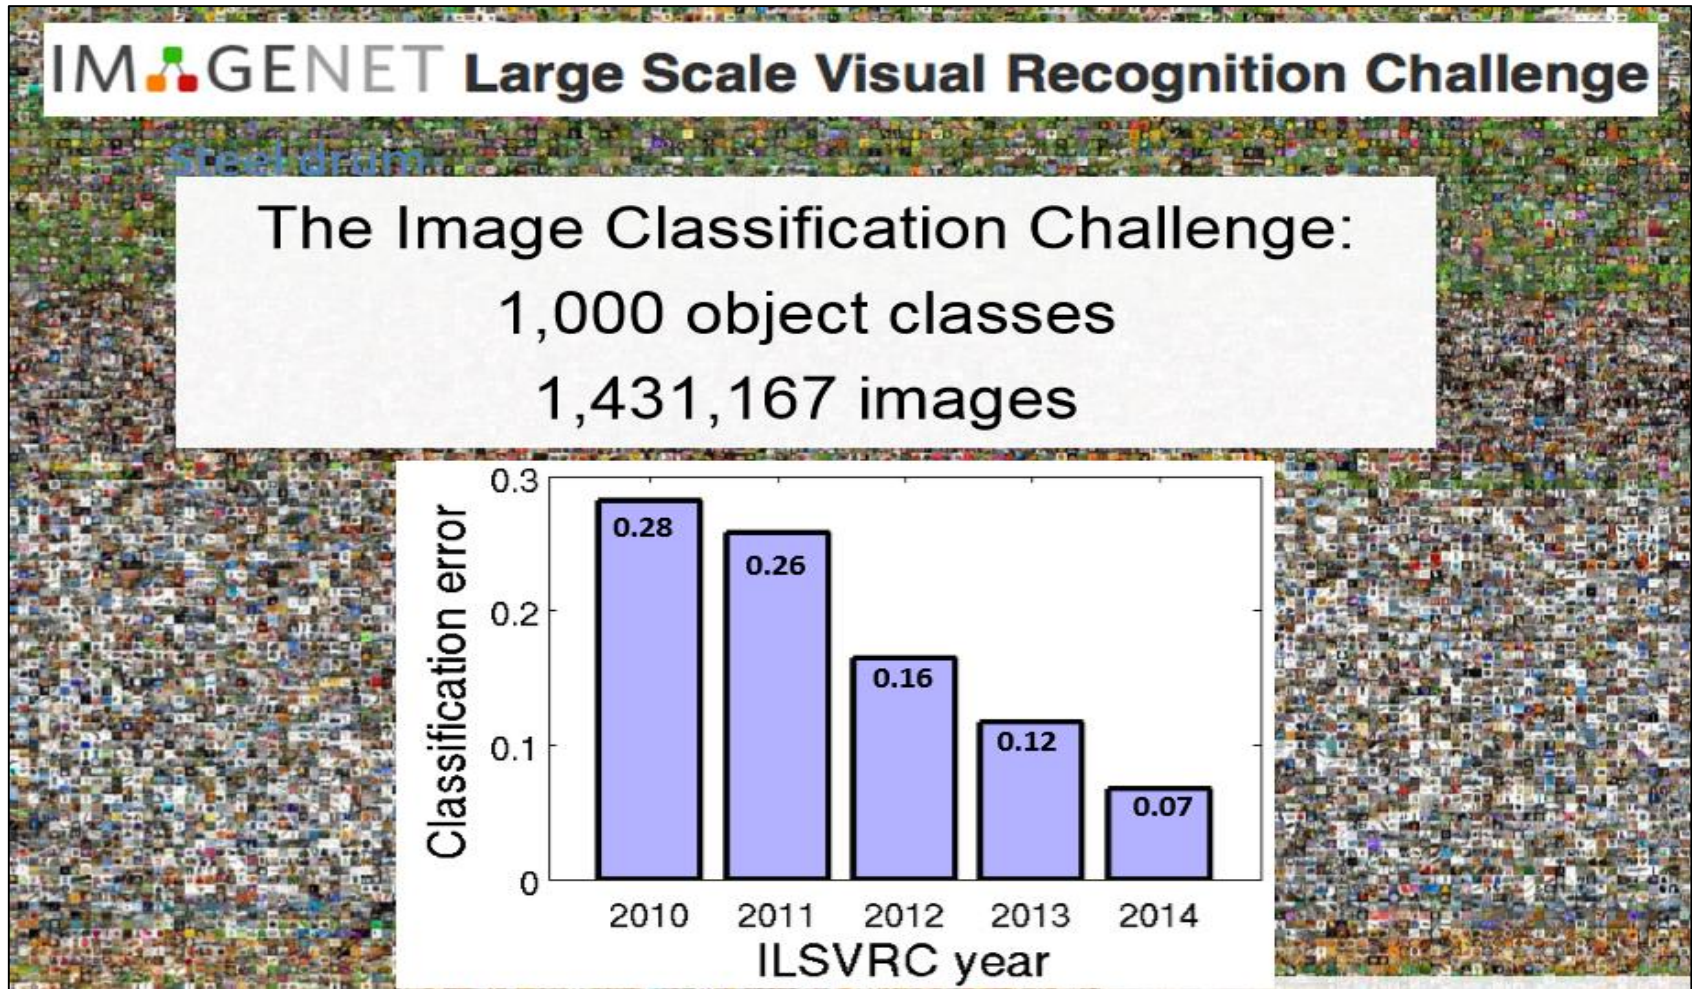 IMAGENET Large Scale Visual Recognition Challenge
Steel drum
The Image Classification Challenge:
1,000 object classes
1,431,167 images
Classification error
0.3
0.2
0.1
0
0.28
0.26
0.16
0.12
0.07
2010 2011 2012 2013 2014
ILSVRC year